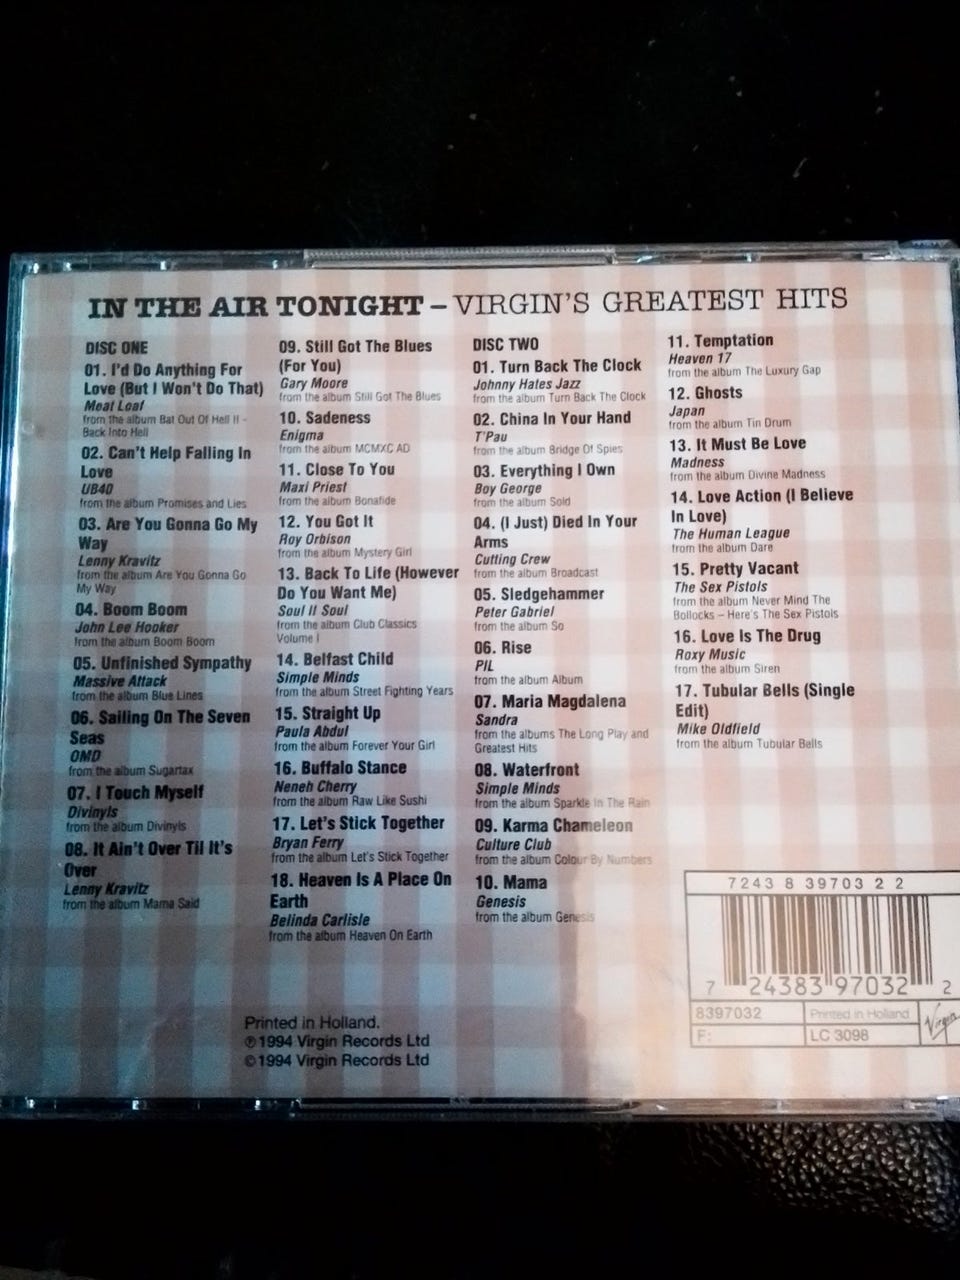 IN THE AIR TONIGHT – VIRGIN'S GREATEST HITS
DISC ONE
01. I'd Do Anything For
Love (But I Won't Do That)
Meat Loaf
from the album Bat Out Of Hell II -
Back Into Hell
02. Can't Help Falling In
Love
UB40
from the album Promises and Lies
03. Are You Gonna Go My
Way
Lenny Kravitz
from the album Are You Gonna Go
My Way
04. Boom Boom
John Lee Hooker
from the album Boom Boom
05. Unfinished Sympathy
Massive Attack
from the album Blue Lines
06. Sailing On The Seven
Seas
OMD
from the album Sugartax
07. I Touch Myself
Divinyls
from the album Divinyls
08. It Ain't Over Til It's
Over
Lenny Kravitz
from the album Mama Said
09. Still Got The Blues
(For You)
Gary Moore
from the album Still Got The Blues
10. Sadeness
Enigma
from the album MCMXC AD
11. Close To You
Maxi Priest
from the album Bonafide
12. You Got It
Roy Orbison
from the album Mystery Girl
13. Back To Life (However
Do You Want Me)
Soul II Soul
from the album Club Classics
Volume I
14. Belfast Child
Simple Minds
from the album Street Fighting Years
15. Straight Up
Paula Abdul
from the album Forever Your Girl
16. Buffalo Stance
Neneh Cherry
from the album Raw Like Sushi
17. Let's Stick Together
Bryan Ferry
from the album Let's Stick Together
18. Heaven Is A Place On
Earth
Belinda Carlisle
from the album Heaven On Earth
DISC TWO
01. Turn Back The Clock
Johnny Hates Jazz
from the album Turn Back The Clock
02. China In Your Hand
T'Pau
from the album Bridge Of Spies
03. Everything I Own
Boy George
from the album Sold
04. (I Just) Died In Your
Arms
Cutting Crew
from the album Broadcast
05. Sledgehammer
Peter Gabriel
from the album So
06. Rise
PIL
from the album Album
07. Maria Magdalena
Sandra
from the albums The Long Play and
Greatest Hits
08. Waterfront
Simple Minds
from the album Sparkle In The Rain
09. Karma Chameleon
Culture Club
from the album Colour By Numbers
10. Mama
Genesis
from the album Genesis
11. Temptation
Heaven 17
from the album The Luxury Gap
12. Ghosts
Japan
from the album Tin Drum
13. It Must Be Love
Madness
from the album Divine Madness
14. Love Action (I Believe
In Love)
The Human League
from the album Dare
15. Pretty Vacant
The Sex Pistols
from the album Never Mind The
Bollocks – Here's The Sex Pistols
16. Love Is The Drug
Roxy Music
from the album Siren
17. Tubular Bells (Single
Edit)
Mike Oldfield
from the album Tubular Bells
7243 8 39703 2 2
7 24383 97032 2
8397032 Printed in Holland
F: LC 3098
Virgin
Printed in Holland.
℗1994 Virgin Records Ltd
©1994 Virgin Records Ltd